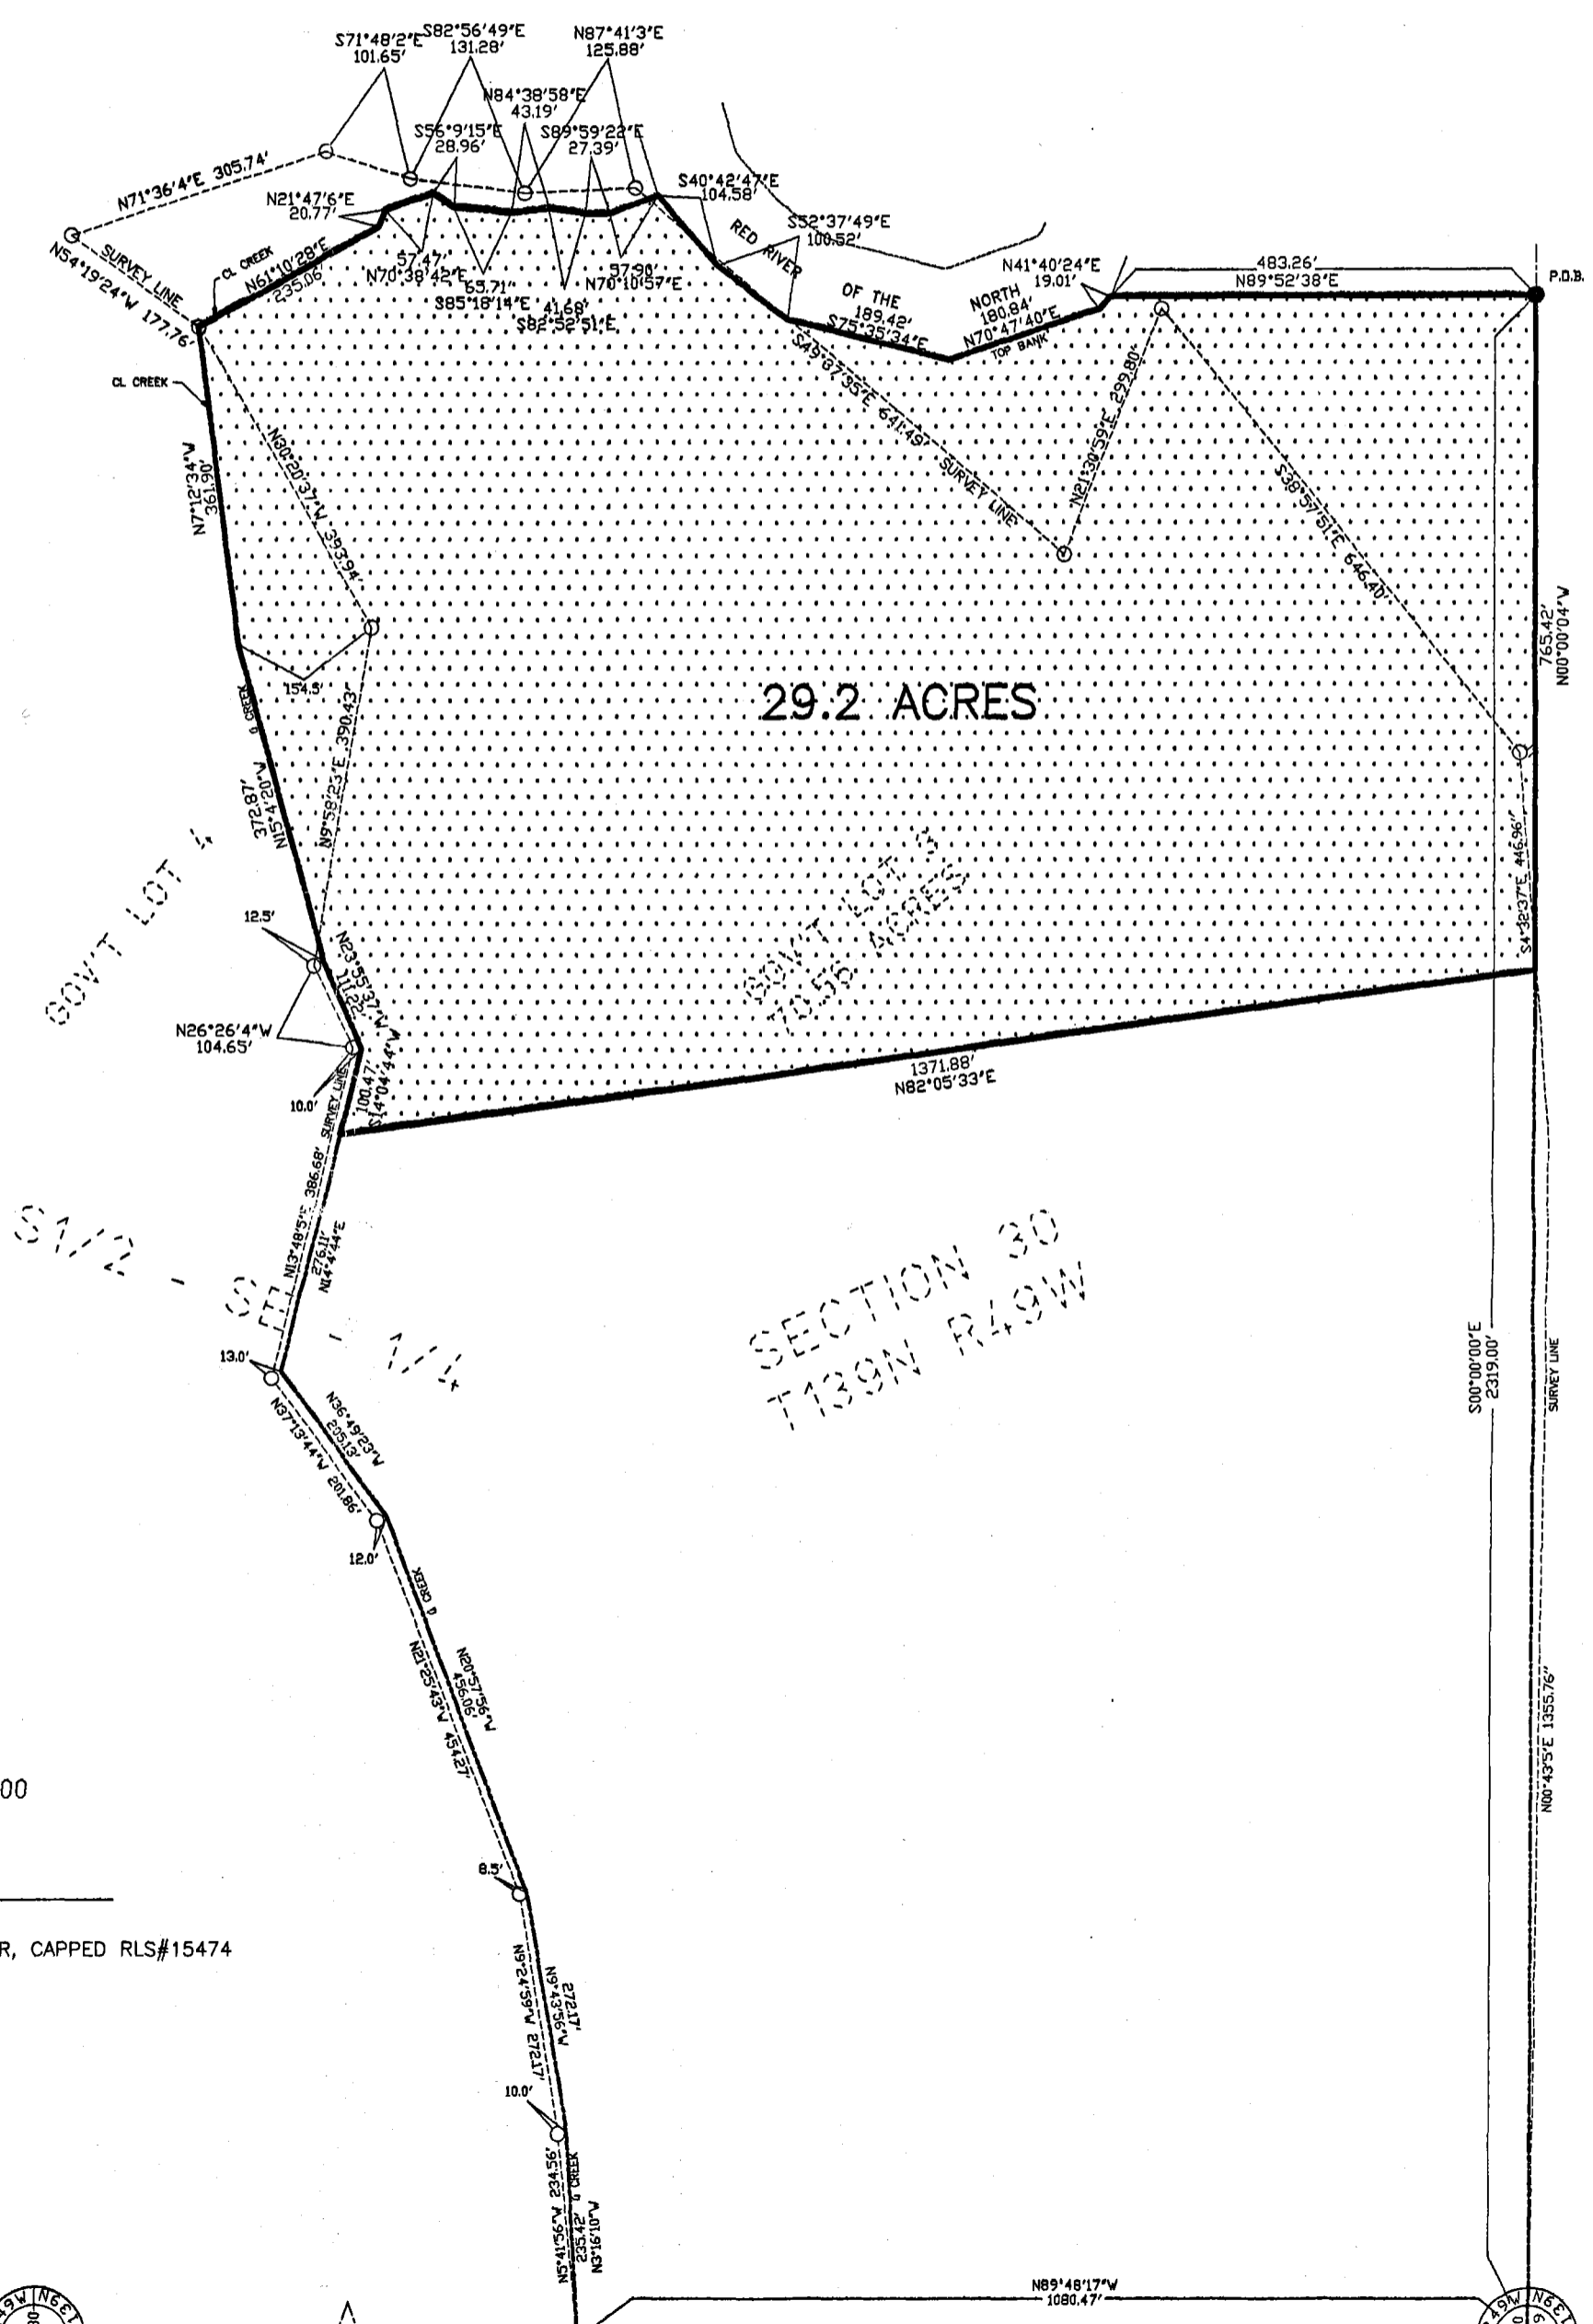 S71°48'2"E
101.65'
S82°56'49"E
131.28'
N87°41'3"E
125.88'
N84°38'58"E
43.19'
S56°9'15"E
28.96'
S89°59'22"E
27.39'
N71°36'4"E 305.74'
N21°47'6"E
20.77'
S40°42'47"E
104.58'
S52°37'49"E
100.52'
RED RIVER
OF THE
NORTH
189.42'
S75°35'34"E
180.84'
N70°47'40"E
TOP BANK
N41°40'24"E
19.01'
483.26'
N89°52'38"E
P.O.B.
SURVEY LINE
N54°19'24"W 177.76'
CL CREEK
N61°10'28"E
235.06'
57.47'
N70°38'42"E
65.71'
S85°18'14"E
41.68'
S82°52'51"E
57.90'
N70°10'57"E
CL CREEK
N7°12'34"W
361.90'
N30°20'37"W 393.94'
S49°37'35"E 641.49'
SURVEY LINE
N21°30'59"E 299.80'
S38°57'51"E 646.40'
765.42'
N00°00'04"W
154.5'
29.2 ACRES
CREEK
372.87'
N15°4'20"W
N9°58'23"E 390.43'
GOV'T LOT 4
GOV'T LOT 3
70.56 ACRES
S4°32'37"E 446.96"
12.5'
N23°55'37"W
111.22'
N26°26'4"W
104.65'
10.0'
100.47'
S14°04'44"W
1371.88'
N82°05'33"E
SURVEY LINE
N13°48'5"E 386.68'
276.11'
N14°4'44"E
S1/2 - SE - 1/4
SECTION 30
T139N R49W
13.0'
N36°49'23"W
205.13'
N37°13'44"W 201.86'
12.0'
CREEK
N20°57'56"W
456.06'
N21°25'43"W 454.27'
S00°00'00"E
2319.00'
SURVEY LINE
N00°43'5"E 1355.76"
00
8.5'
R, CAPPED RLS#15474
N9°24'59"W 272.17'
272.17'
N9°43'56"W
10.0'
N5°41'56"W 234.56'
235.42'
CREEK
N3°16'10"W
N89°48'17"W
1080.47'